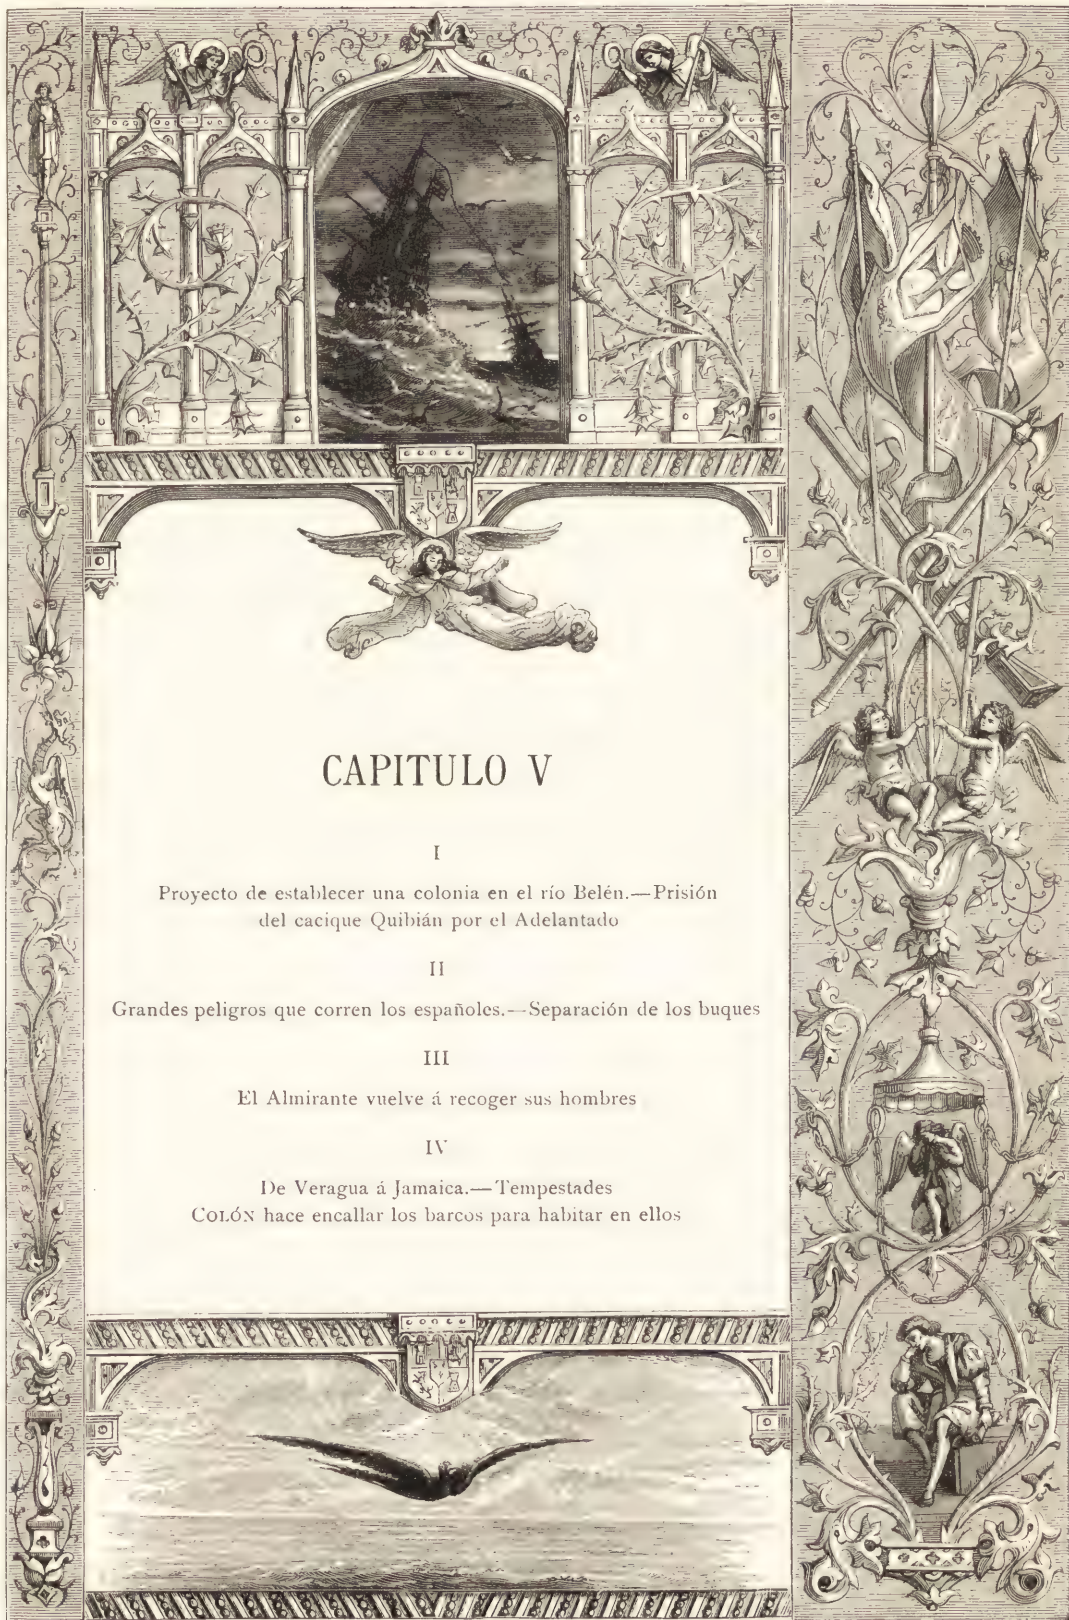 CAPITULO V
I
Proyecto de establecer una colonia en el río Belén.—Prisión
del cacique Quibián por el Adelantado
II
Grandes peligros que corren los españoles.—Separación de los buques
III
El Almirante vuelve á recoger sus hombres
IV
De Veragua á Jamaica.—Tempestades
COLÓN hace encallar los barcos para habitar en ellos